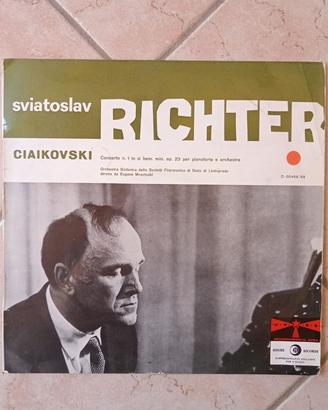 sviatoslav RICHTER
CIAIKOVSKI
Concerto n. 1 in si bem. min. op. 23 per pianoforte e orchestra
Orchestra Sinfonica della Società Filarmonica di Stato di Leningrado
diretta da Eugene Mravinski